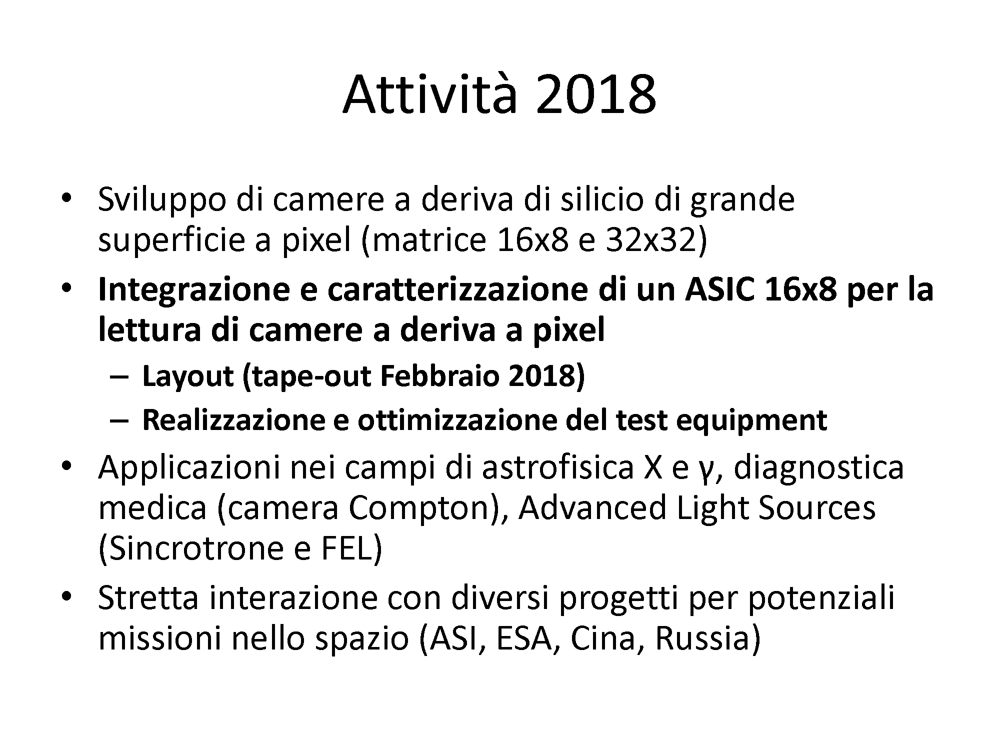 Attività 2018
• Sviluppo di camere a deriva di silicio di grande
superficie a pixel (matrice 16x8 e 32x32)
• Integrazione e caratterizzazione di un ASIC 16x8 per la
lettura di camere a deriva a pixel
– Layout (tape-out Febbraio 2018)
– Realizzazione e ottimizzazione del test equipment
• Applicazioni nei campi di astrofisica X e γ, diagnostica
medica (camera Compton), Advanced Light Sources
(Sincrotrone e FEL)
• Stretta interazione con diversi progetti per potenziali
missioni nello spazio (ASI, ESA, Cina, Russia)